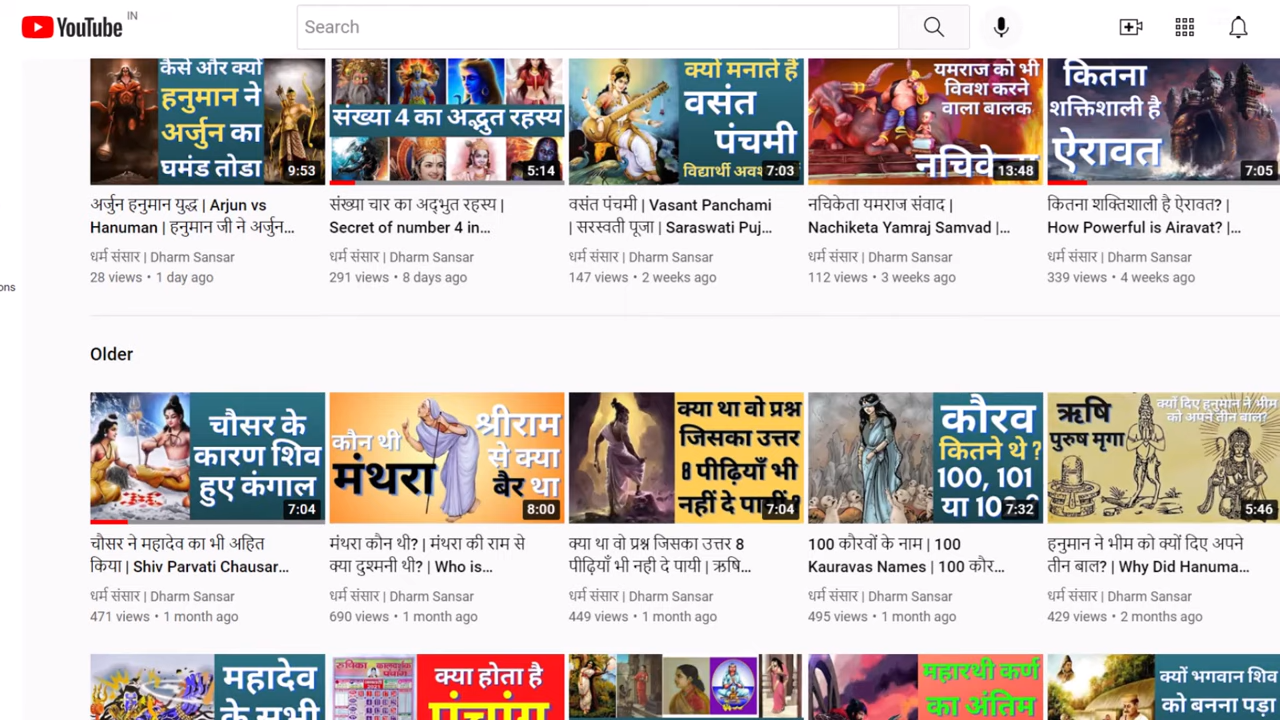 YouTube IN
Search
कैसे और क्यों
हनुमान ने
अर्जुन का
घमंड तोडा
9:53
संख्या 4 का अद्भुत रहस्य
5:14
क्यों मनाते हैं
वसंत
पंचमी
विद्यार्थी
7:03
यमराज को भी
विवश करने
वाला बालक
13:48
कितना
शक्तिशाली है
ऐरावत
7:05
अर्जुन हनुमान युद्ध | Arjun vs
Hanuman | हनुमान जी ने अर्जुन...
धर्म संसार | Dharm Sansar
28 views • 1 day ago
संख्या चार का अद्भुत रहस्य |
Secret of number 4 in...
धर्म संसार | Dharm Sansar
291 views • 8 days ago
वसंत पंचमी | Vasant Panchami
| सरस्वती पूजा | Saraswati Puj...
धर्म संसार | Dharm Sansar
147 views • 2 weeks ago
नचिकेता यमराज संवाद |
Nachiketa Yamraj Samvad |...
धर्म संसार | Dharm Sansar
112 views • 3 weeks ago
कितना शक्तिशाली है ऐरावत? |
How Powerful is Airavat? |...
धर्म संसार | Dharm Sansar
339 views • 4 weeks ago
ons
Older
चौसर के
कारण शिव
हुए कंगाल
7:04
कौन थी
मंथरा
श्रीराम
से क्या
बैर था
8:00
क्या था वो प्रश्न
जिसका उत्तर
8 पीढ़ियाँ भी
नहीं दे
7:04
कौरव
कितने थे ?
100, 101
या
7:32
ऋषि
पुरुष मृगा
क्यों दिए हनुमान ने भीम
को अपने तीन बाल?
5:46
चौसर ने महादेव का भी अहित
किया | Shiv Parvati Chausar...
धर्म संसार | Dharm Sansar
471 views • 1 month ago
मंथरा कौन थी? | मंथरा की राम से
क्या दुश्मनी थी? | Who is...
धर्म संसार | Dharm Sansar
690 views • 1 month ago
क्या था वो प्रश्न जिसका उत्तर 8
पीढ़ियाँ भी नही दे पायी | ऋषि...
धर्म संसार | Dharm Sansar
449 views • 1 month ago
100 कौरवों के नाम | 100
Kauravas Names | 100 कौर...
धर्म संसार | Dharm Sansar
495 views • 1 month ago
हनुमान ने भीम को क्यों दिए अपने
तीन बाल? | Why Did Hanuma...
धर्म संसार | Dharm Sansar
429 views • 2 months ago
महादेव
के सभी
रुपिका कालदर्शक
पंचांग
क्या होता है
पंचांग
महारथी कर्ण
का अंतिम
क्यों भगवान शिव
को बनना पड़ा